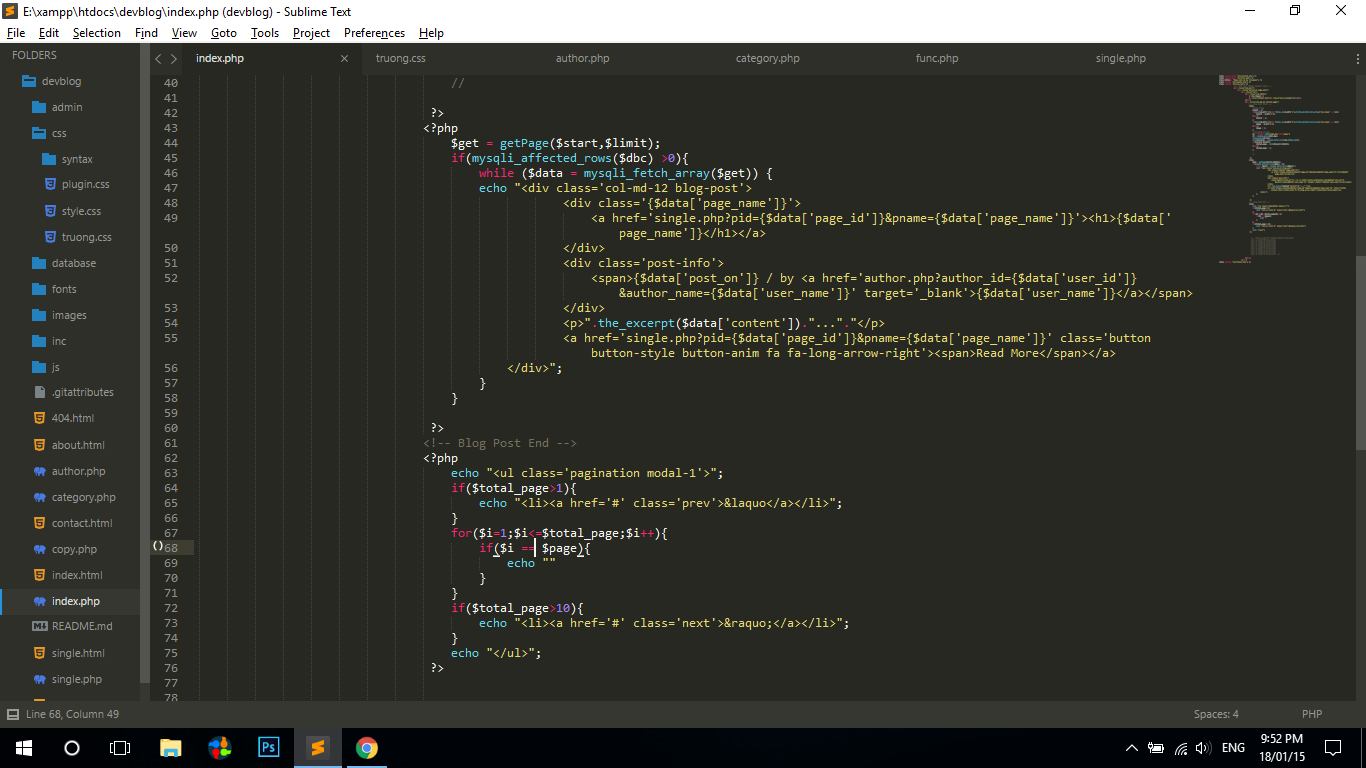 E:\xampp\htdocs\devblog\index.php (devblog) - Sublime Text
File Edit Selection Find View Goto Tools Project Preferences Help
FOLDERS
devblog
admin
css
syntax
plugin.css
style.css
truong.css
database
fonts
images
inc
js
.gitattributes
404.html
about.html
author.php
category.php
contact.html
copy.php
index.html
index.php
README.md
single.html
single.php
index.php truong.css author.php category.php func.php single.php
40 //
41
42 ?>
43 <?php
44 $get = getPage($start,$limit);
45 if(mysqli_affected_rows($dbc) >0){
46 while ($data = mysqli_fetch_array($get)) {
47 echo "<div class='col-md-12 blog-post'>
48 <div class='{$data['page_name']}'>
49 <a href='single.php?pid={$data['page_id']}&pname={$data['page_name']}'><h1>{$data['
page_name']}</h1></a>
50 </div>
51 <div class='post-info'>
52 <span>{$data['post_on']} / by <a href='author.php?author_id={$data['user_id']}
&author_name={$data['user_name']}' target='_blank'>{$data['user_name']}</a></span>
53 </div>
54 <p>".the_excerpt($data['content'])."..."."</p>
55 <a href='single.php?pid={$data['page_id']}&pname={$data['page_name']}' class='button
button-style button-anim fa fa-long-arrow-right'><span>Read More</span></a>
56 </div>";
57 }
58 }
59
60 ?>
61 <!-- Blog Post End -->
62 <?php
63 echo "<ul class='pagination modal-1'>";
64 if($total_page>1){
65 echo "<li><a href='#' class='prev'>&laquo</a></li>";
66 }
67 for($i=1;$i<=$total_page;$i++){
68 if($i == $page){
69 echo ""
70 }
71 }
72 if($total_page>10){
73 echo "<li><a href='#' class='next'>&raquo;</a></li>";
74 }
75 echo "</ul>";
76 ?>
77
78
Line 68, Column 49 Spaces: 4 PHP
Ps
ENG
9:52 PM
18/01/15